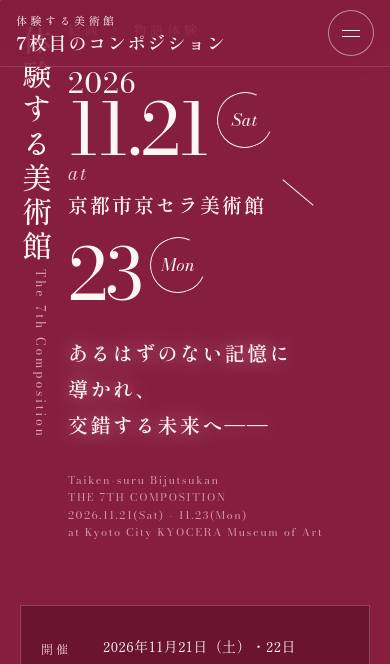 体験する美術館
7枚目のコンポジション
験する美術館
The 7th Composition
2026
11.21 Sat
at
京都市京セラ美術館
23 Mon
あるはずのない記憶に
導かれ、
交錯する未来へ——
Taiken-suru Bijutsukan
THE 7TH COMPOSITION
2026.11.21(Sat) - 11.23(Mon)
at Kyoto City KYOCERA Museum of Art
開催 2026年11月21日（土）・22日